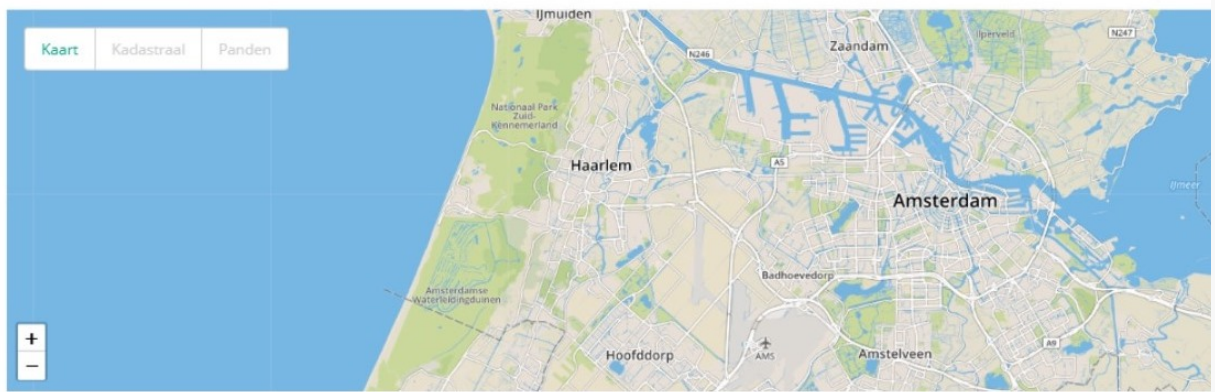 IJmuiden
Kaart Kadastraal Panden
N247
Ilperveld
Zaandam
N246
Nationaal Park
Zuid-
Kennemerland
Haarlem
A5
IJmeer
Amsterdam
Badhoevedorp
Amsterdamse
Waterleidingduinen
+
−
Hoofddorp
AMS
Amstelveen
A9